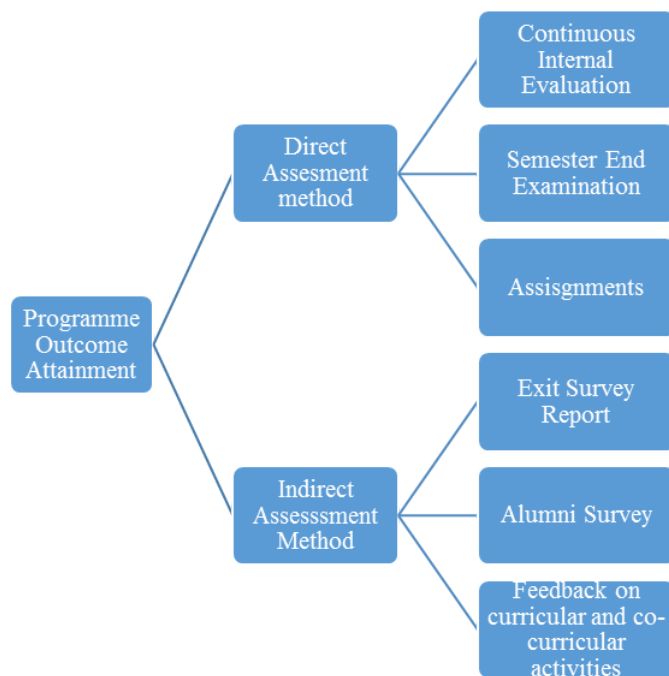 Programme
Outcome
Attainment
Direct
Assesment
method
Continuous
Internal
Evaluation
Semester End
Examination
Assisgnments
Indirect
Assesssment
Method
Exit Survey
Report
Alumni Survey
Feedback on
curricular and co-
curricular
activities